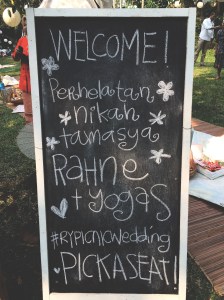 WELCOME!
Perhelatan
nikah
tamasya
RAHNE
+ YOGAS
#RYPICNICWedding
PICK A SEAT!